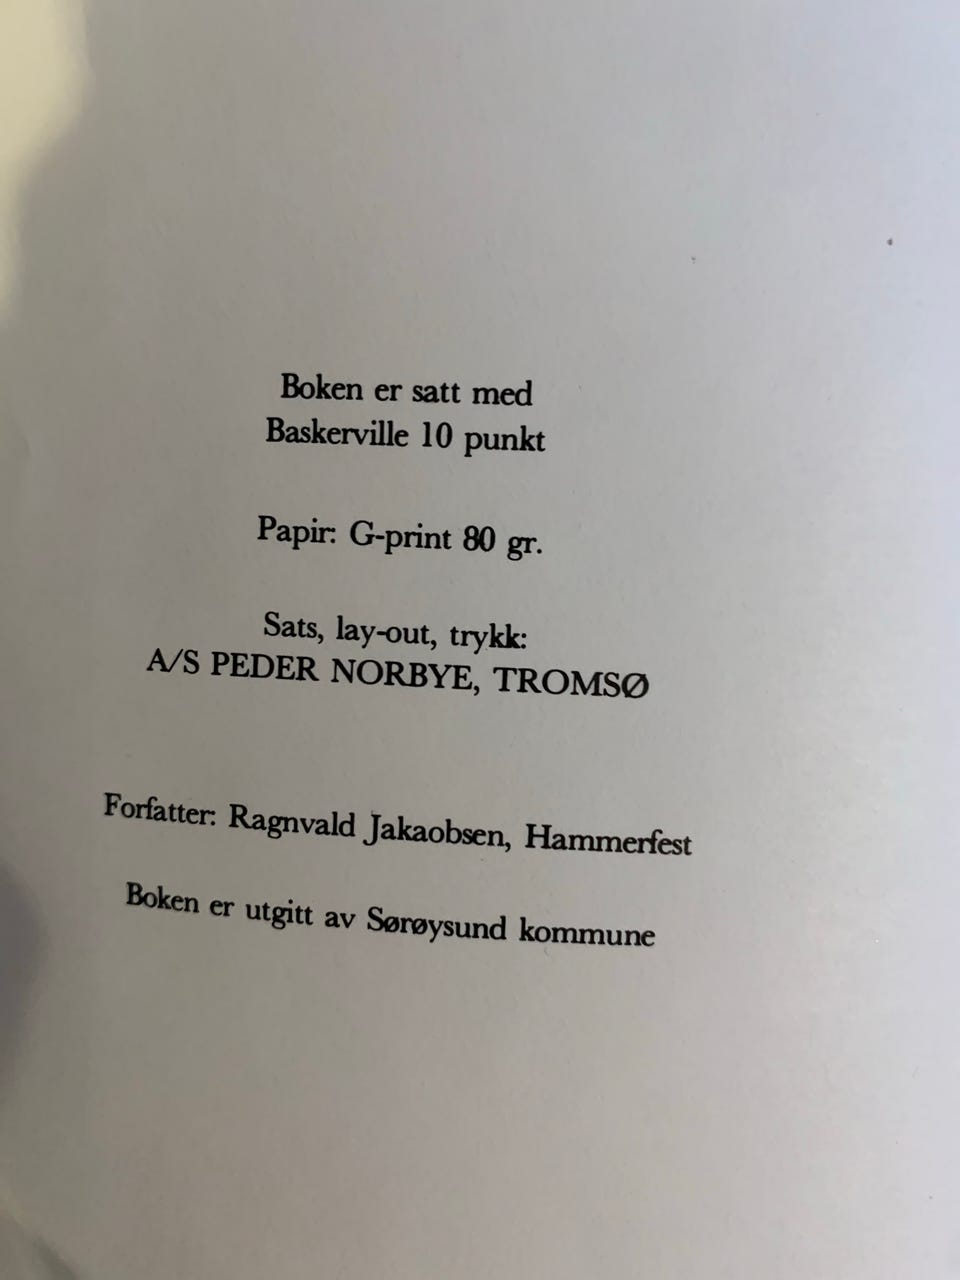 Boken er satt med
Baskerville 10 punkt
Papir: G-print 80 gr.
Sats, lay-out, trykk:
A/S PEDER NORBYE, TROMSØ
Forfatter: Ragnvald Jakaobsen, Hammerfest
Boken er utgitt av Sørøysund kommune